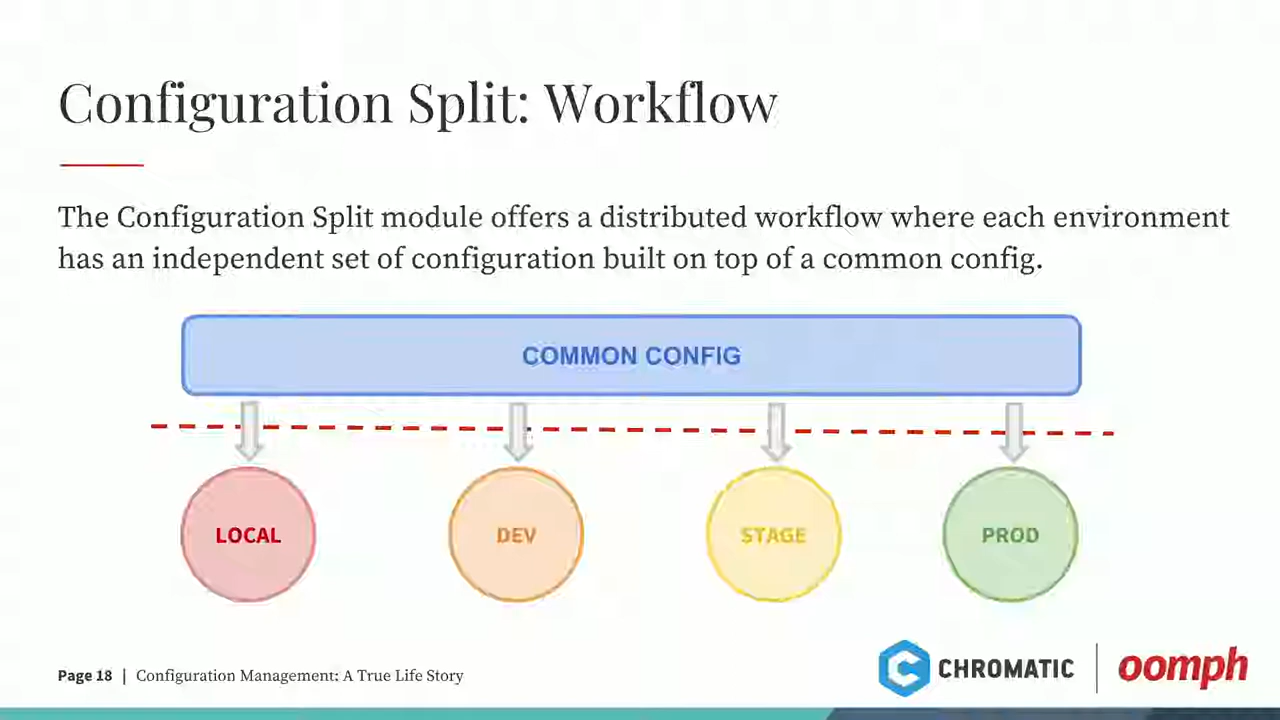 Configuration Split: Workflow
The Configuration Split module offers a distributed workflow where each environment
has an independent set of configuration built on top of a common config.
COMMON CONFIG
LOCAL
DEV
STAGE
PROD
Page 18 | Configuration Management: A True Life Story
CHROMATIC
oomph